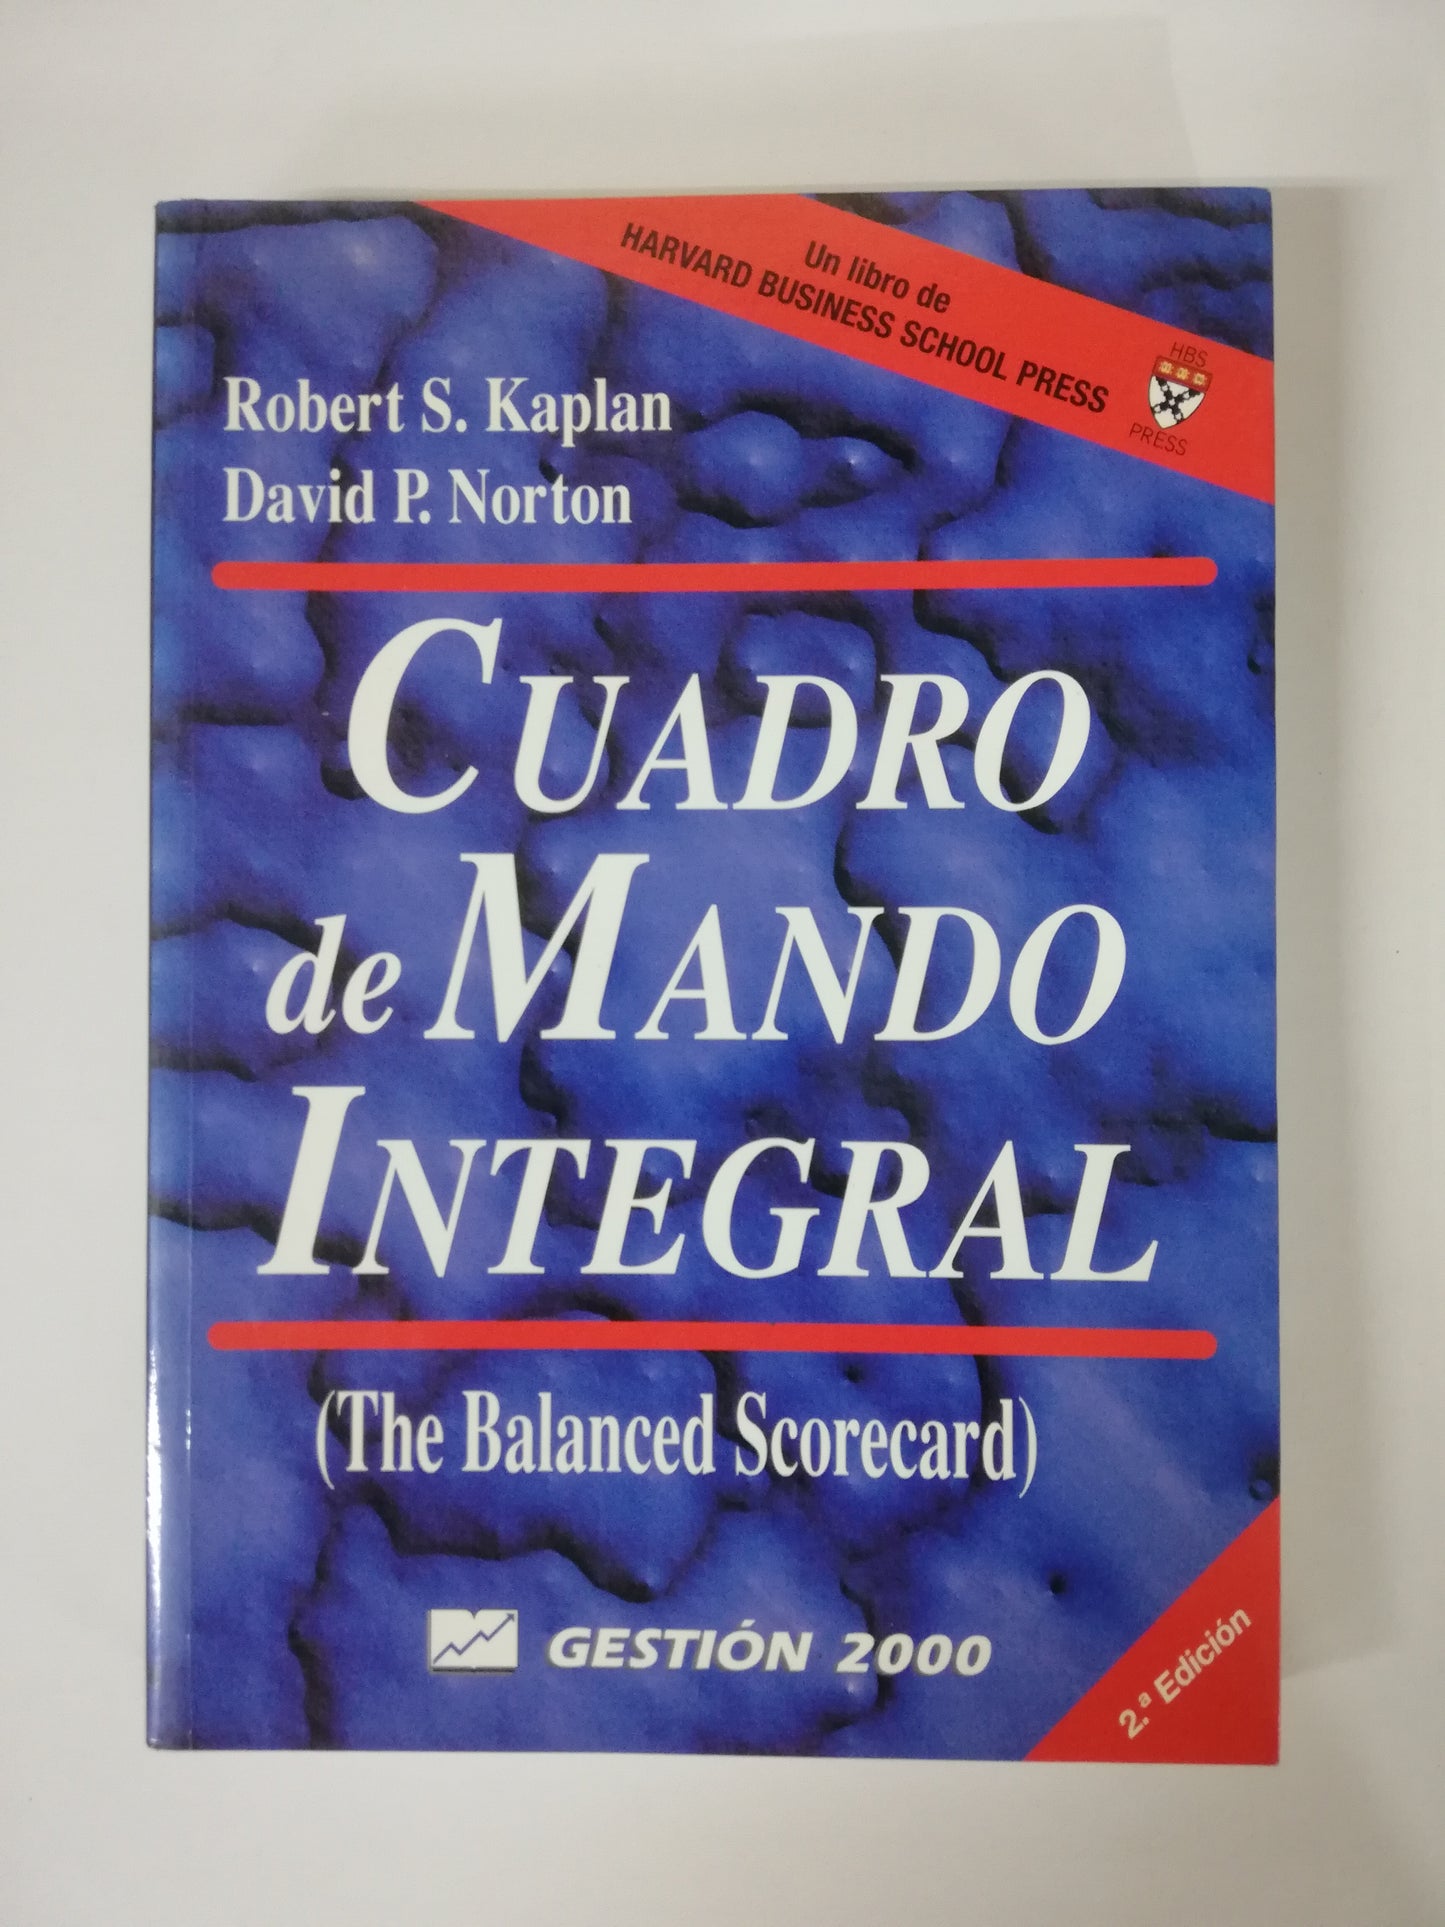 Un libro de
HARVARD BUSINESS SCHOOL PRESS
HBS
PRESS
Robert S. Kaplan
David P. Norton
CUADRO
de MANDO
INTEGRAL
(The Balanced Scorecard)
GESTIÓN 2000
2.ª Edición